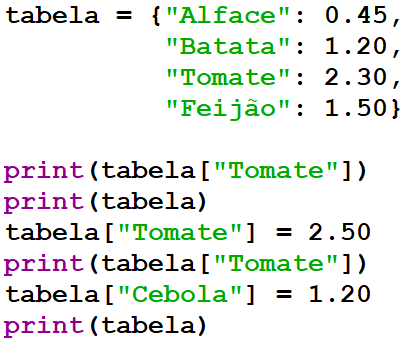 tabela = {"Alface": 0.45,
"Batata": 1.20,
"Tomate": 2.30,
"Feijão": 1.50}
print(tabela["Tomate"])
print(tabela)
tabela["Tomate"] = 2.50
print(tabela["Tomate"])
tabela["Cebola"] = 1.20
print(tabela)